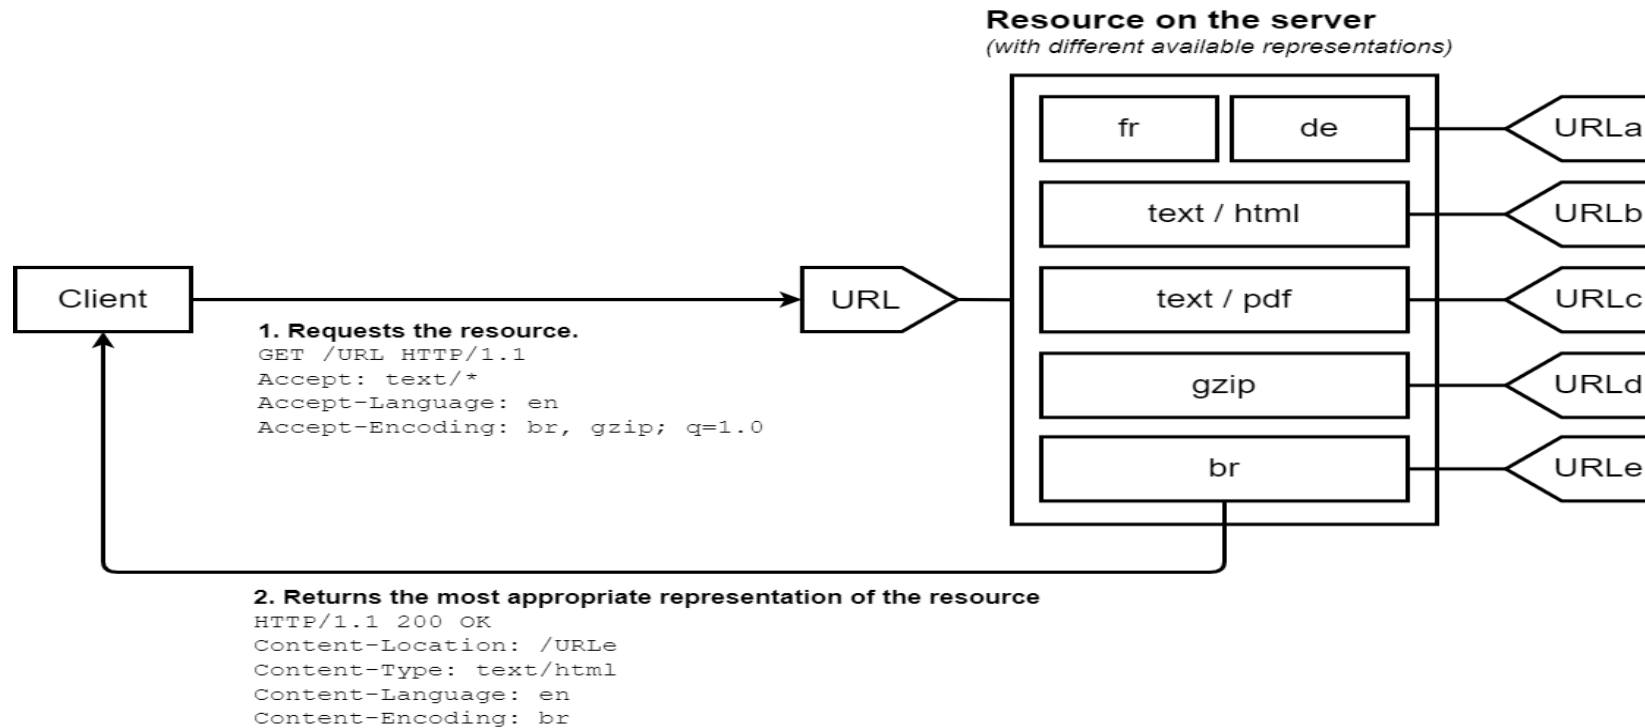 Resource on the server
(with different available representations)
fr
de
URLa
text / html
URLb
Client
URL
text / pdf
URLc
1. Requests the resource.
GET /URL HTTP/1.1
Accept: text/*
Accept-Language: en
Accept-Encoding: br, gzip; q=1.0
gzip
URLd
br
URLe
2. Returns the most appropriate representation of the resource
HTTP/1.1 200 OK
Content-Location: /URLe
Content-Type: text/html
Content-Language: en
Content-Encoding: br